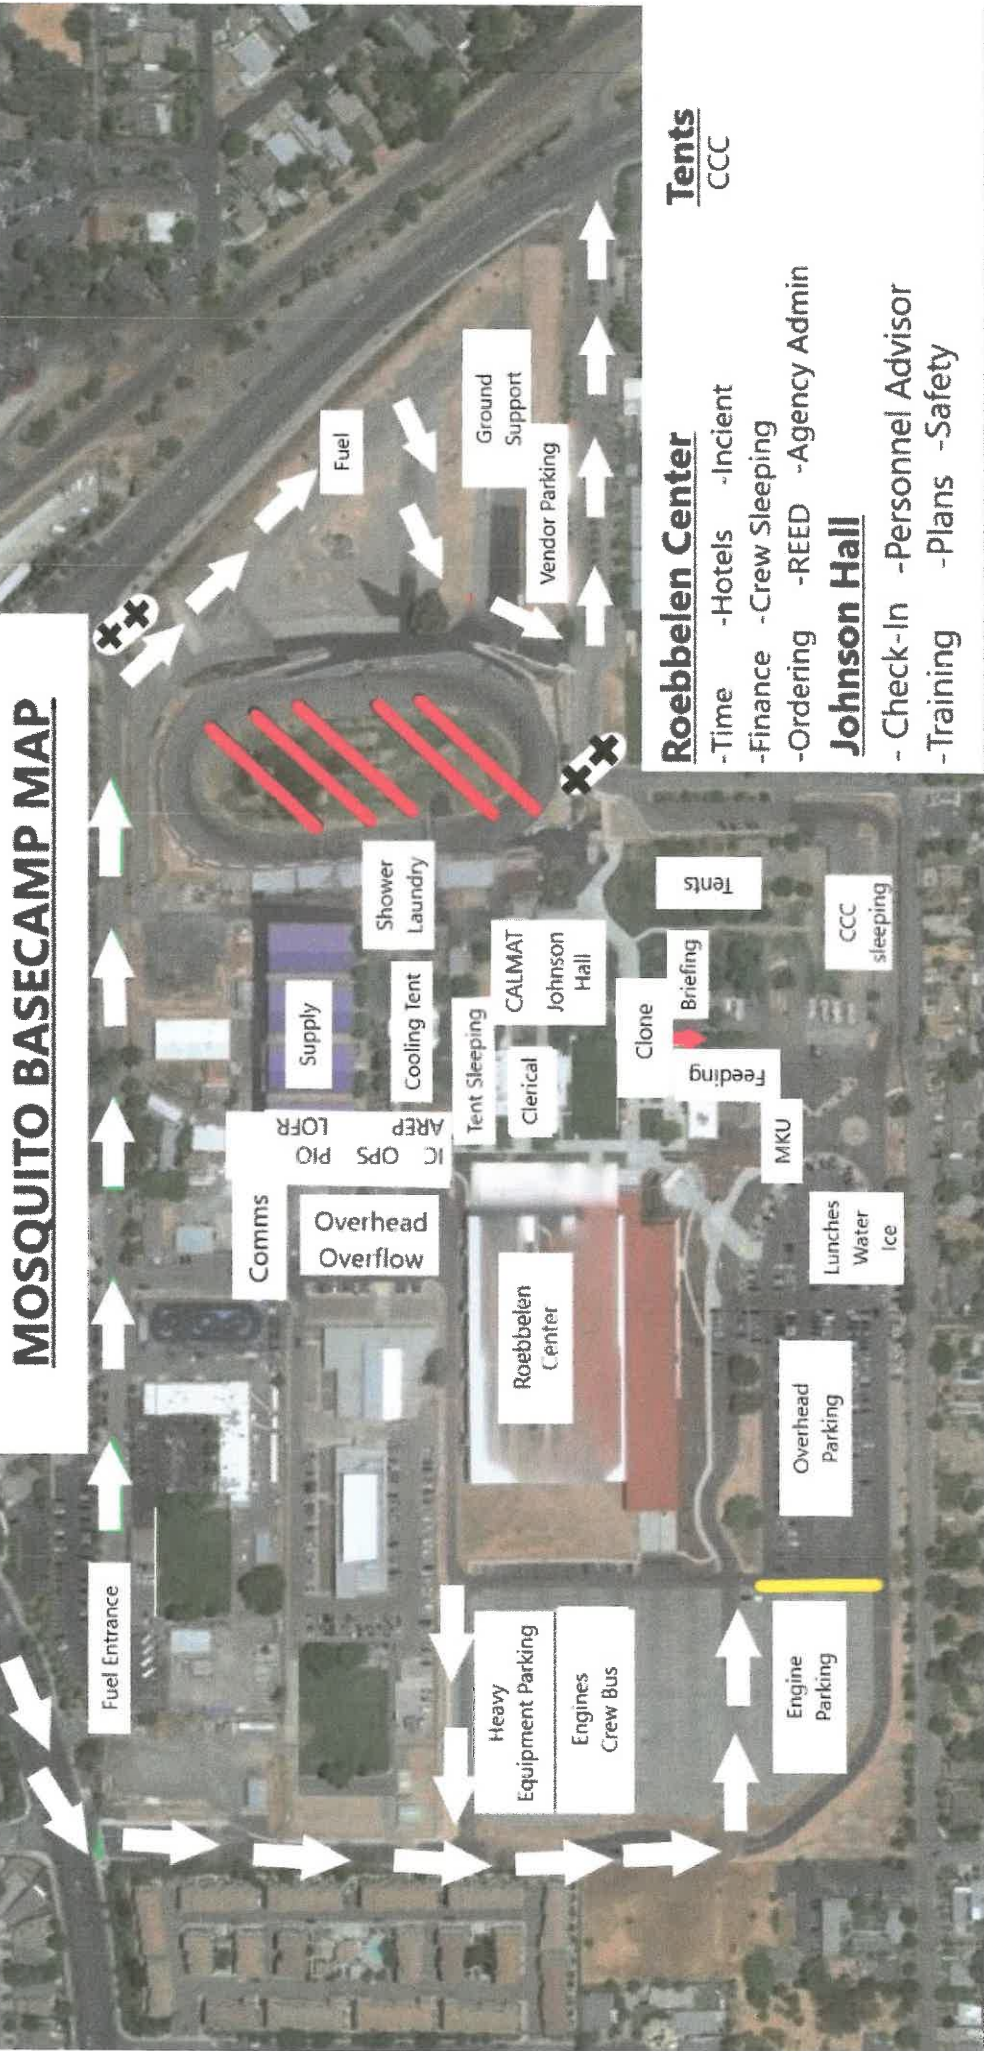 MOSQUITO BASECAMP MAP
Fuel Entrance
Comms
Overhead
Overflow
IC OPS PIO
AREP LOFR
Supply
Cooling Tent
Shower
Laundry
Fuel
Ground
Support
Vendor Parking
Tent Sleeping
Clerical
CALMAT
Johnson
Hall
Clone
Briefing
Feeding
Tents
CCC
sleeping
MKU
Lunches
Water
Ice
Roebbelen
Center
Overhead
Parking
Heavy
Equipment Parking
Engines
Crew Bus
Engine
Parking
Roebbelen Center
-Time -Hotels -Incient
-Finance -Crew Sleeping
-Ordering -REED -Agency Admin
Johnson Hall
- Check-In -Personnel Advisor
-Training -Plans -Safety
Tents
CCC